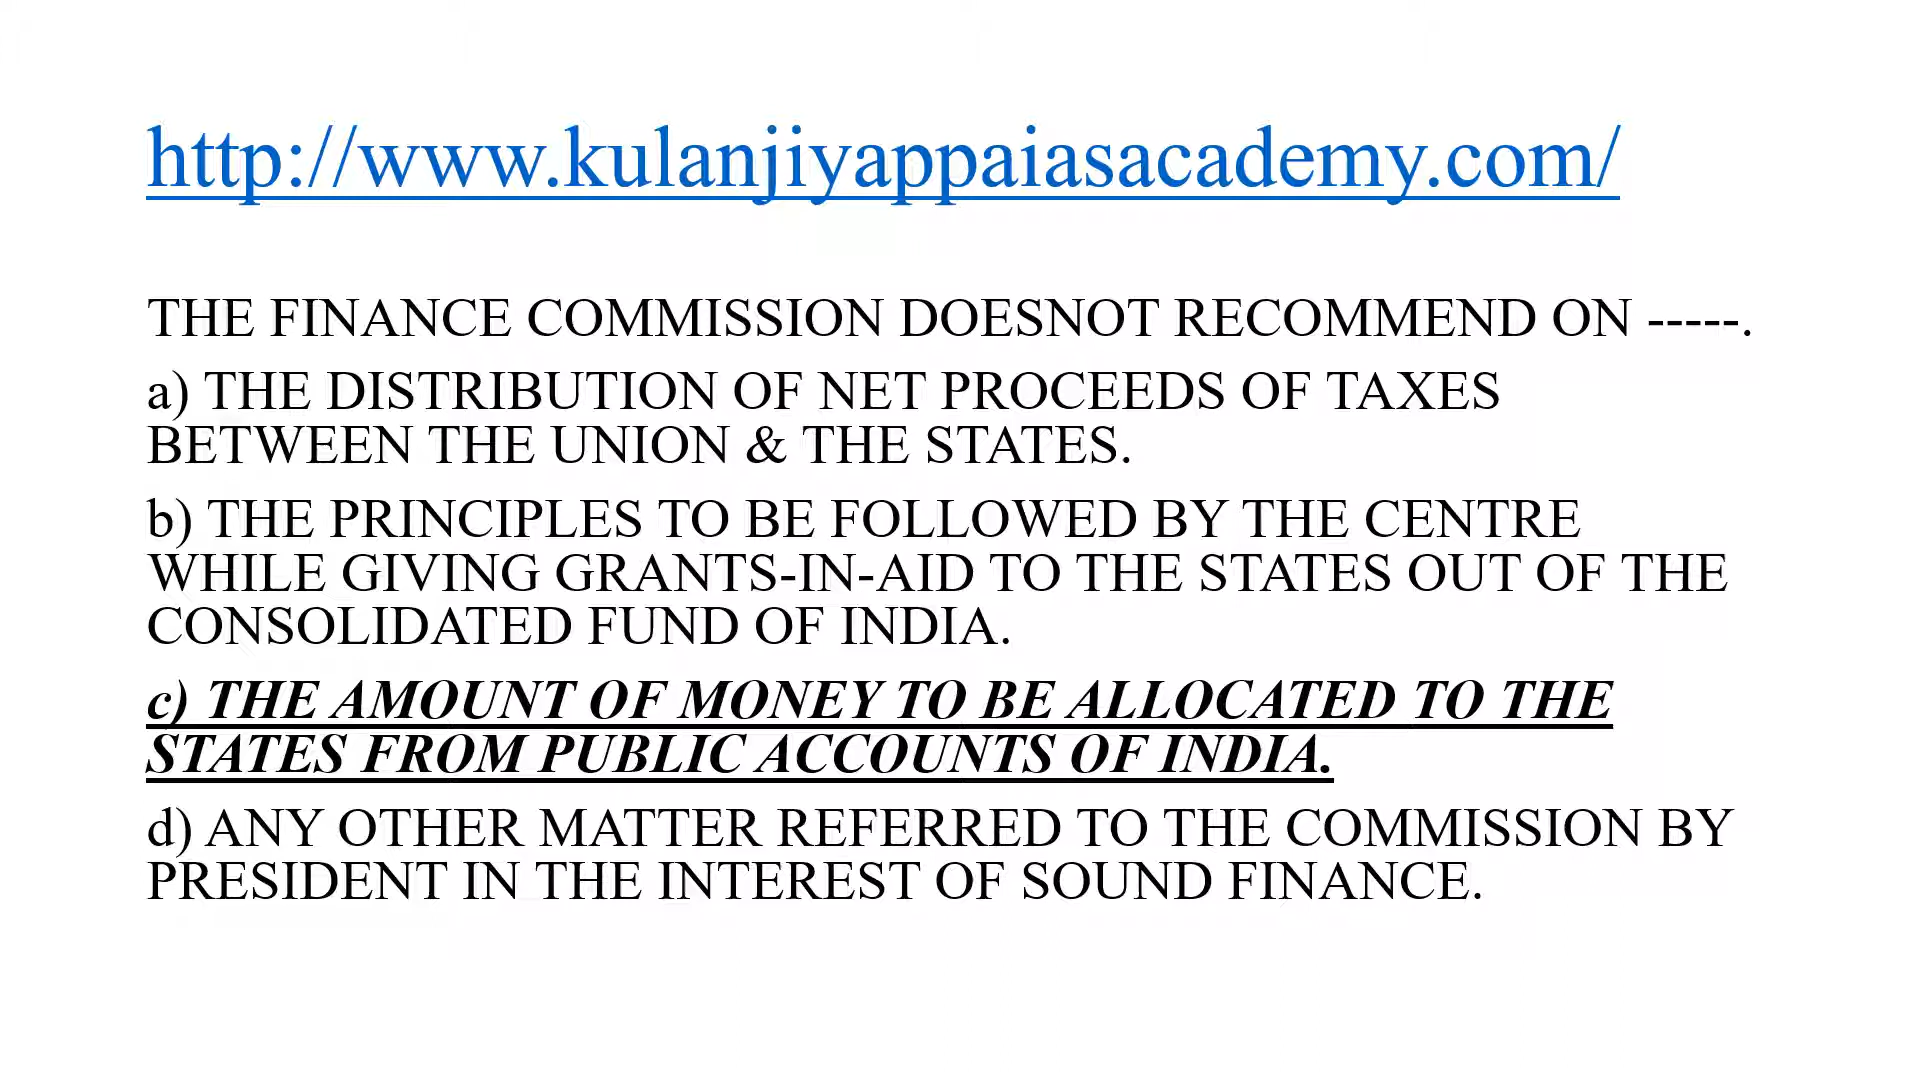 http://www.kulanjiyappaiasacademy.com/
THE FINANCE COMMISSION DOESNOT RECOMMEND ON -----.
a) THE DISTRIBUTION OF NET PROCEEDS OF TAXES
BETWEEN THE UNION & THE STATES.
b) THE PRINCIPLES TO BE FOLLOWED BY THE CENTRE
WHILE GIVING GRANTS-IN-AID TO THE STATES OUT OF THE
CONSOLIDATED FUND OF INDIA.
c) THE AMOUNT OF MONEY TO BE ALLOCATED TO THE
STATES FROM PUBLIC ACCOUNTS OF INDIA.
d) ANY OTHER MATTER REFERRED TO THE COMMISSION BY
PRESIDENT IN THE INTEREST OF SOUND FINANCE.